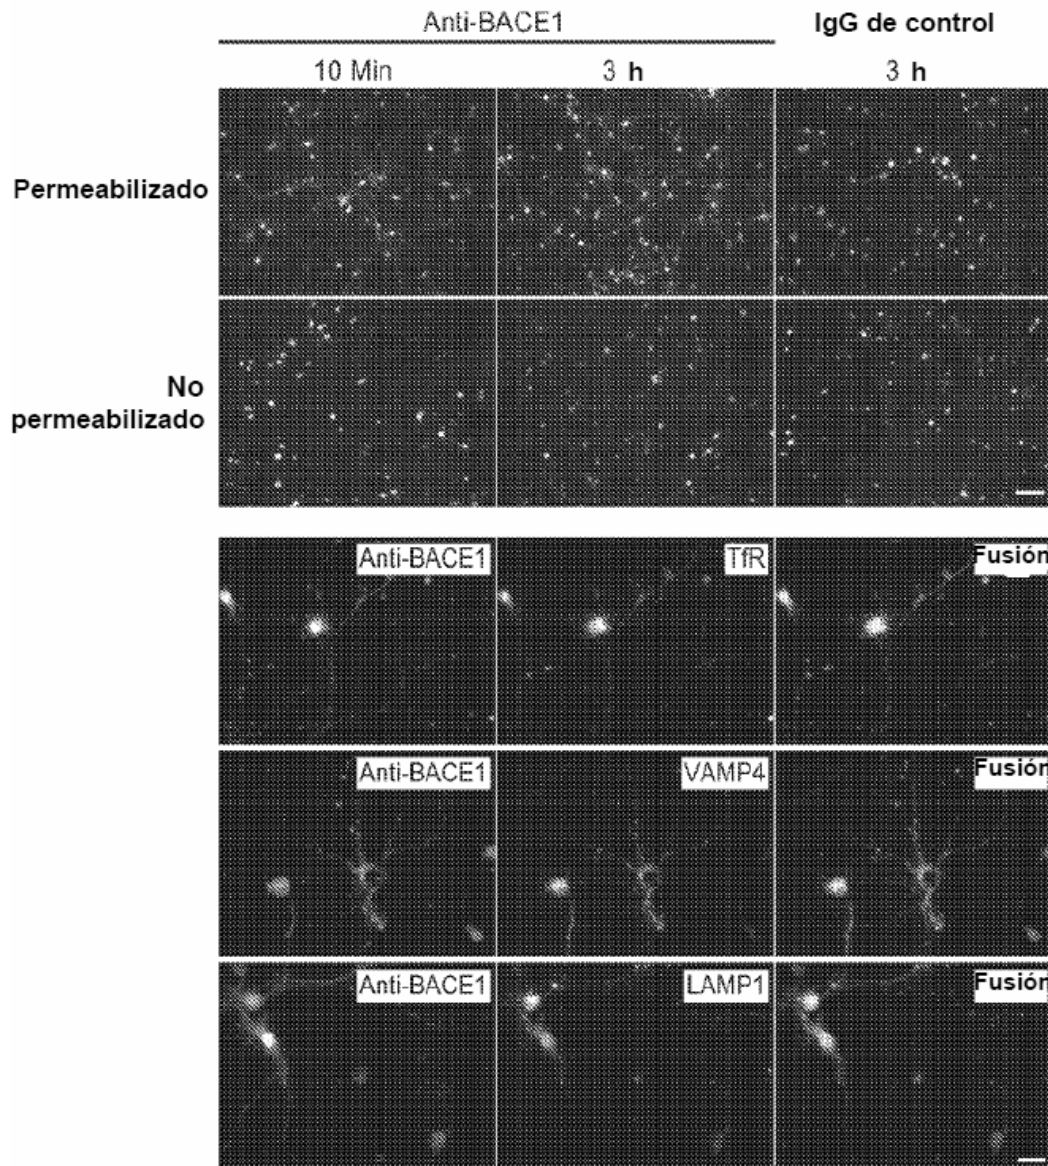 Anti-BACE1 IgG de control
10 Min 3 h 3 h
Permeabilizado
No
permeabilizado
Anti-BACE1 TfR Fusión
Anti-BACE1 VAMP4 Fusión
Anti-BACE1 LAMP1 Fusión